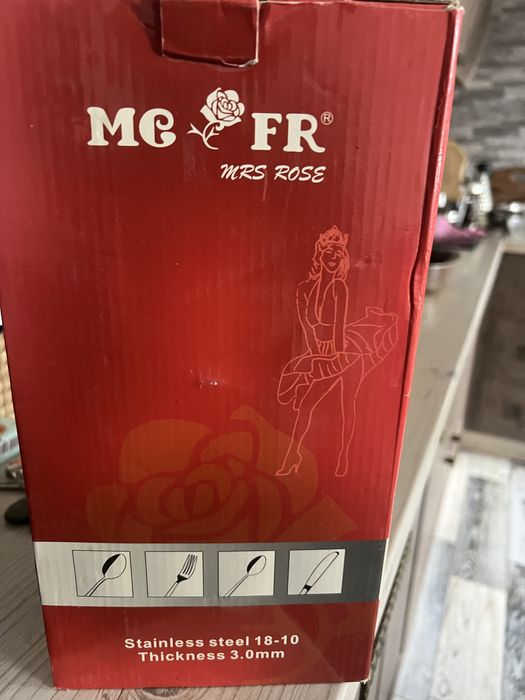 MG FR®
MRS ROSE
Stainless steel 18-10
Thickness 3.0mm